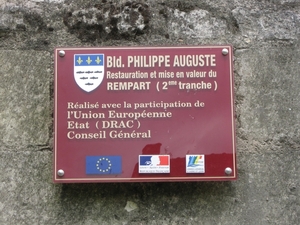 Bld. PHILIPPE AUGUSTE
Restauration et mise en valeur du
REMPART ( 2ème tranche )
Réalisé avec la participation de
l'Union Européenne
Etat ( DRAC )
Conseil Général